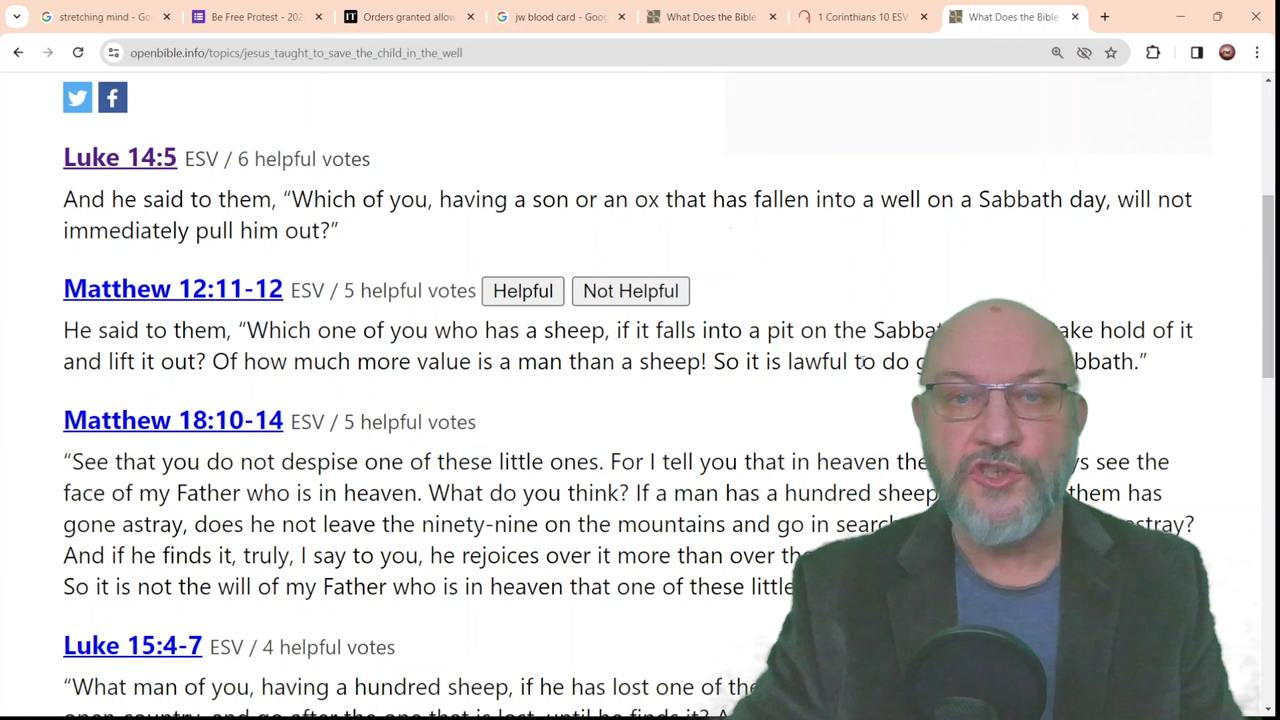 stretching mind - Go
Be Free Protest - 202
Orders granted allow
jw blood card - Goog
What Does the Bible
1 Corinthians 10 ESV
What Does the Bible
openbible.info/topics/jesus_taught_to_save_the_child_in_the_well
Luke 14:5 ESV / 6 helpful votes
And he said to them, “Which of you, having a son or an ox that has fallen into a well on a Sabbath day, will not
immediately pull him out?”
Matthew 12:11-12 ESV / 5 helpful votes Helpful Not Helpful
He said to them, “Which one of you who has a sheep, if it falls into a pit on the Sabbat ake hold of it
and lift it out? Of how much more value is a man than a sheep! So it is lawful to do g bbath.”
Matthew 18:10-14 ESV / 5 helpful votes
“See that you do not despise one of these little ones. For I tell you that in heaven the ys see the
face of my Father who is in heaven. What do you think? If a man has a hundred sheep them has
gone astray, does he not leave the ninety-nine on the mountains and go in searc astray?
And if he finds it, truly, I say to you, he rejoices over it more than over th
So it is not the will of my Father who is in heaven that one of these little
Luke 15:4-7 ESV / 4 helpful votes
“What man of you, having a hundred sheep, if he has lost one of the